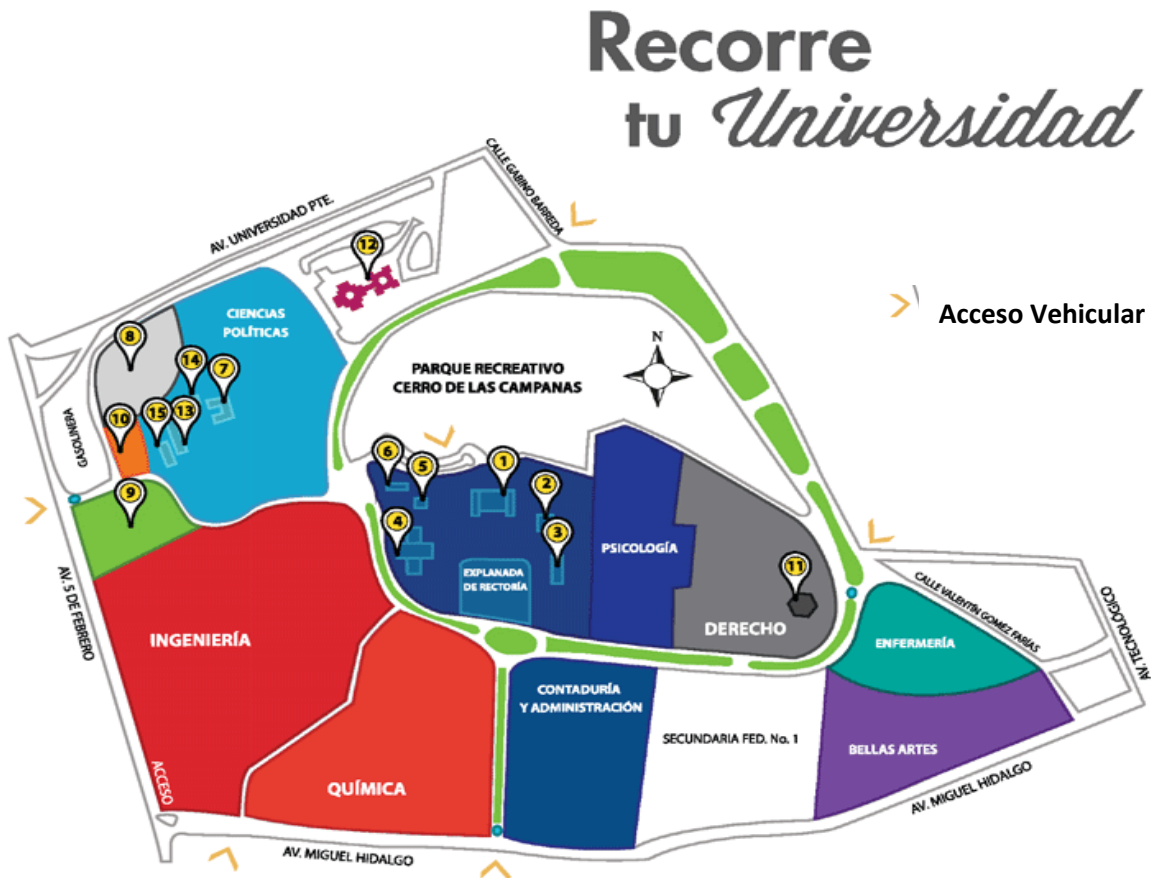 Recorre
tu Universidad
CALLE GABINO BARREDA
AV. UNIVERSIDAD PTE.
12
Acceso Vehicular
CIENCIAS
POLÍTICAS
8
14
7
PARQUE RECREATIVO
CERRO DE LAS CAMPANAS
N
GASOLINERA
10
15
13
6
5
1
2
9
4
3
PSICOLOGÍA
EXPLANADA
DE RECTORÍA
11
DERECHO
CALLE VALENTÍN GOMEZ FARÍAS
AV. TECNOLÓGICO
AV. 5 DE FEBRERO
INGENIERÍA
ENFERMERÍA
CONTADURÍA
Y ADMINISTRACIÓN
SECUNDARIA FED. No. 1
BELLAS ARTES
ACCESO
QUÍMICA
AV. MIGUEL HIDALGO
AV. MIGUEL HIDALGO